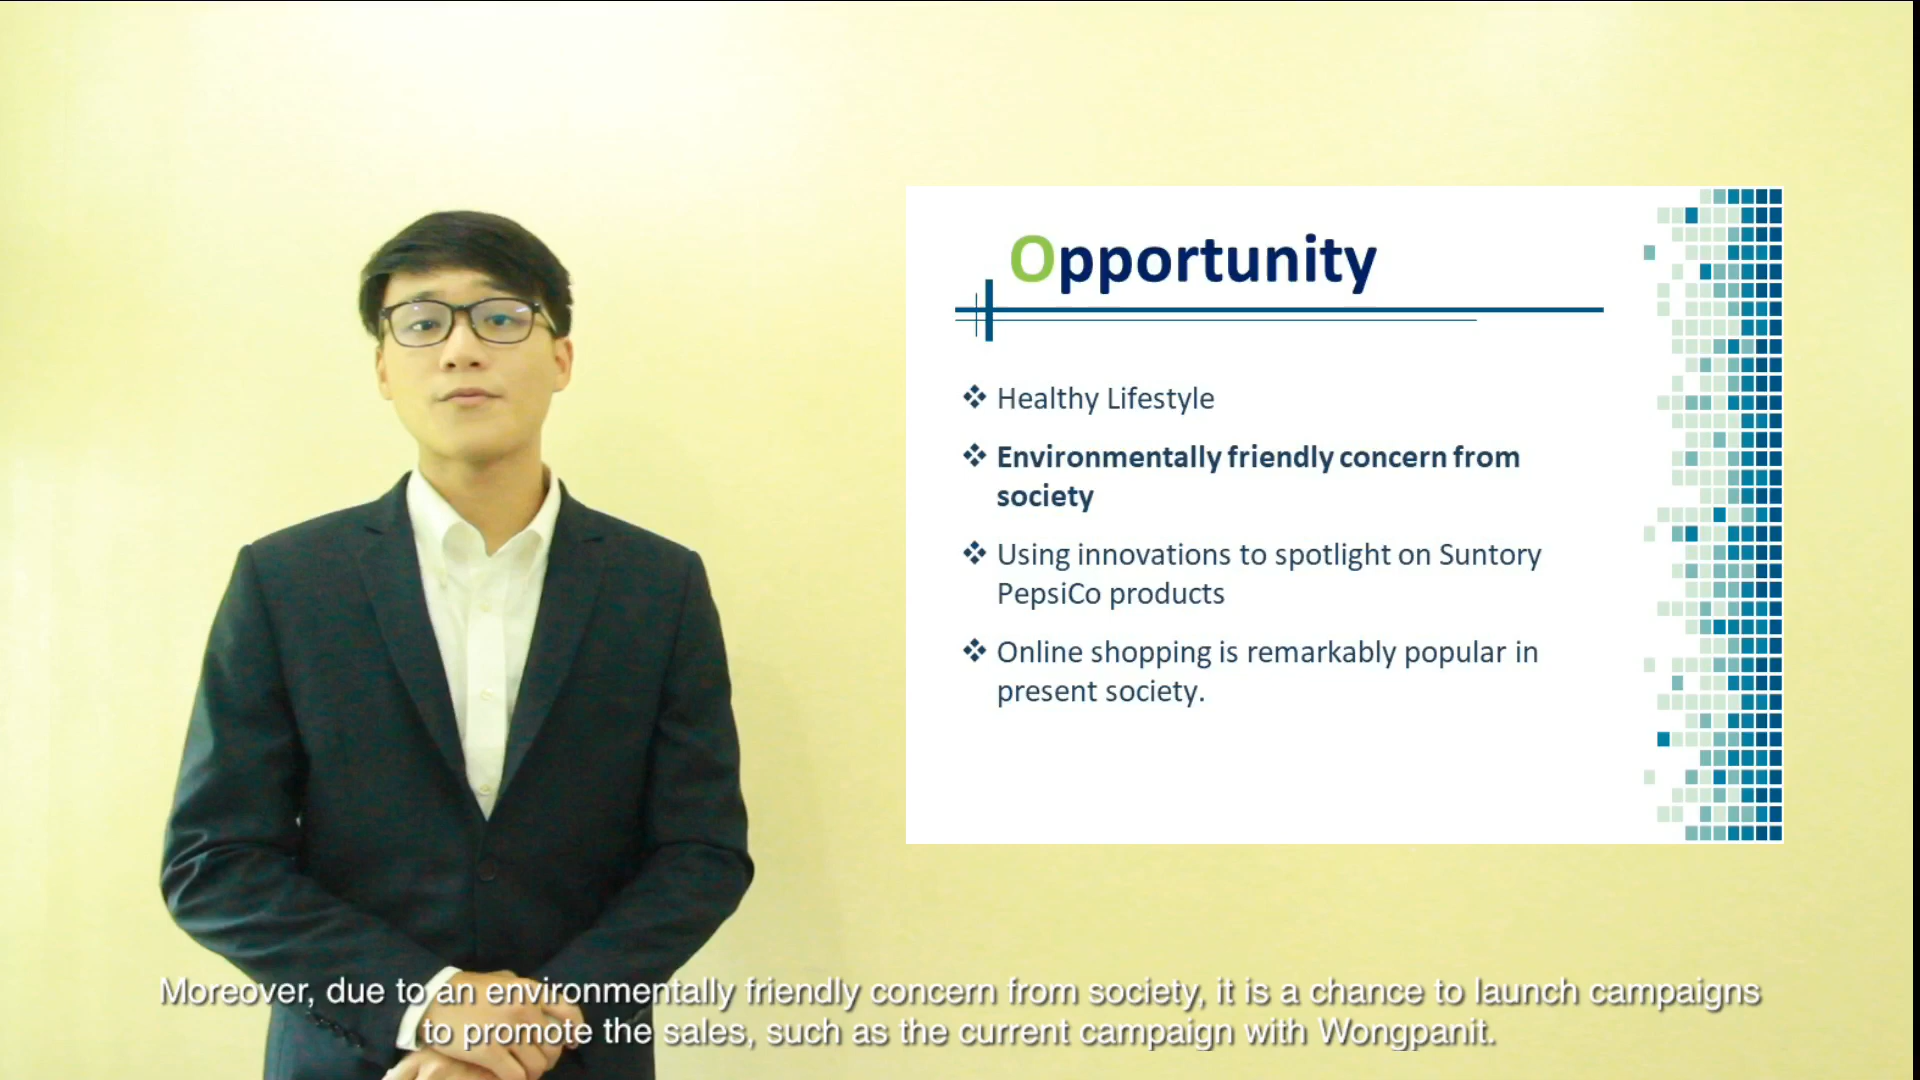 Opportunity
Healthy Lifestyle
Environmentally friendly concern from
society
Using innovations to spotlight on Suntory
PepsiCo products
Online shopping is remarkably popular in
present society.
Moreover, due to an environmentally friendly concern from society, it is a chance to launch campaigns
to promote the sales, such as the current campaign with Wongpanit.